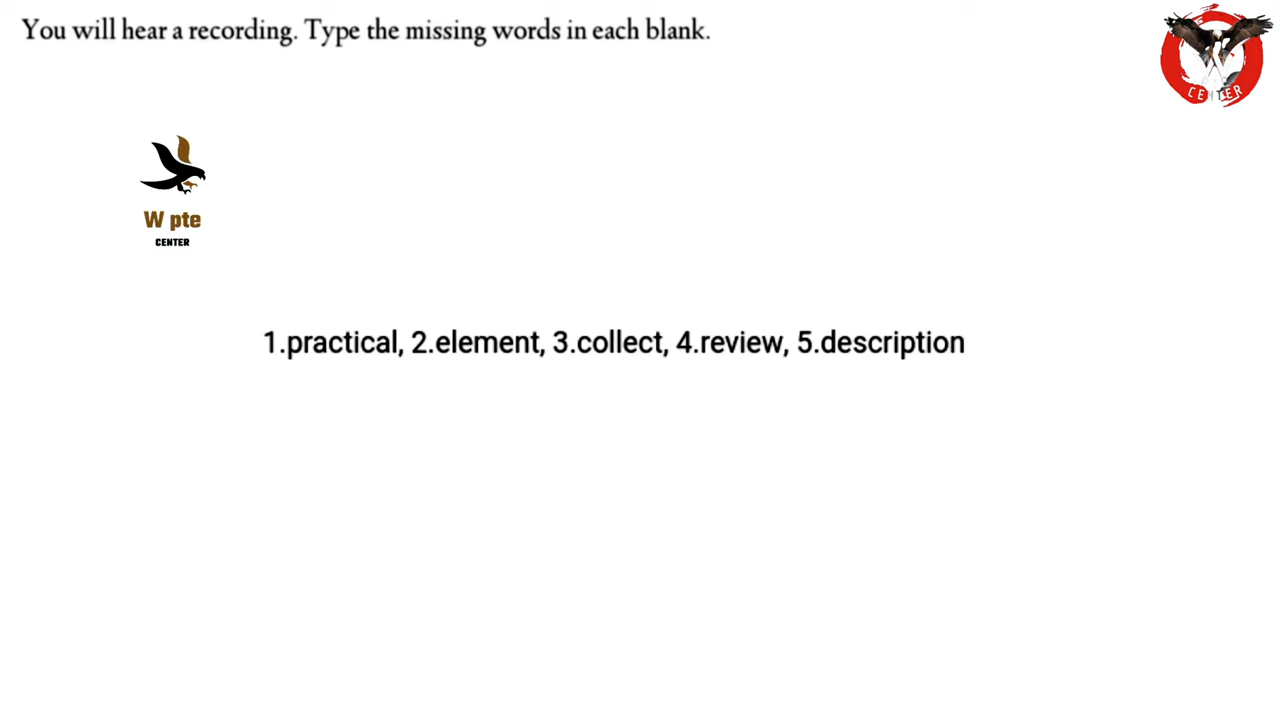 You will hear a recording. Type the missing words in each blank.
CENTER
W pte
CENTER
1.practical, 2.element, 3.collect, 4.review, 5.description